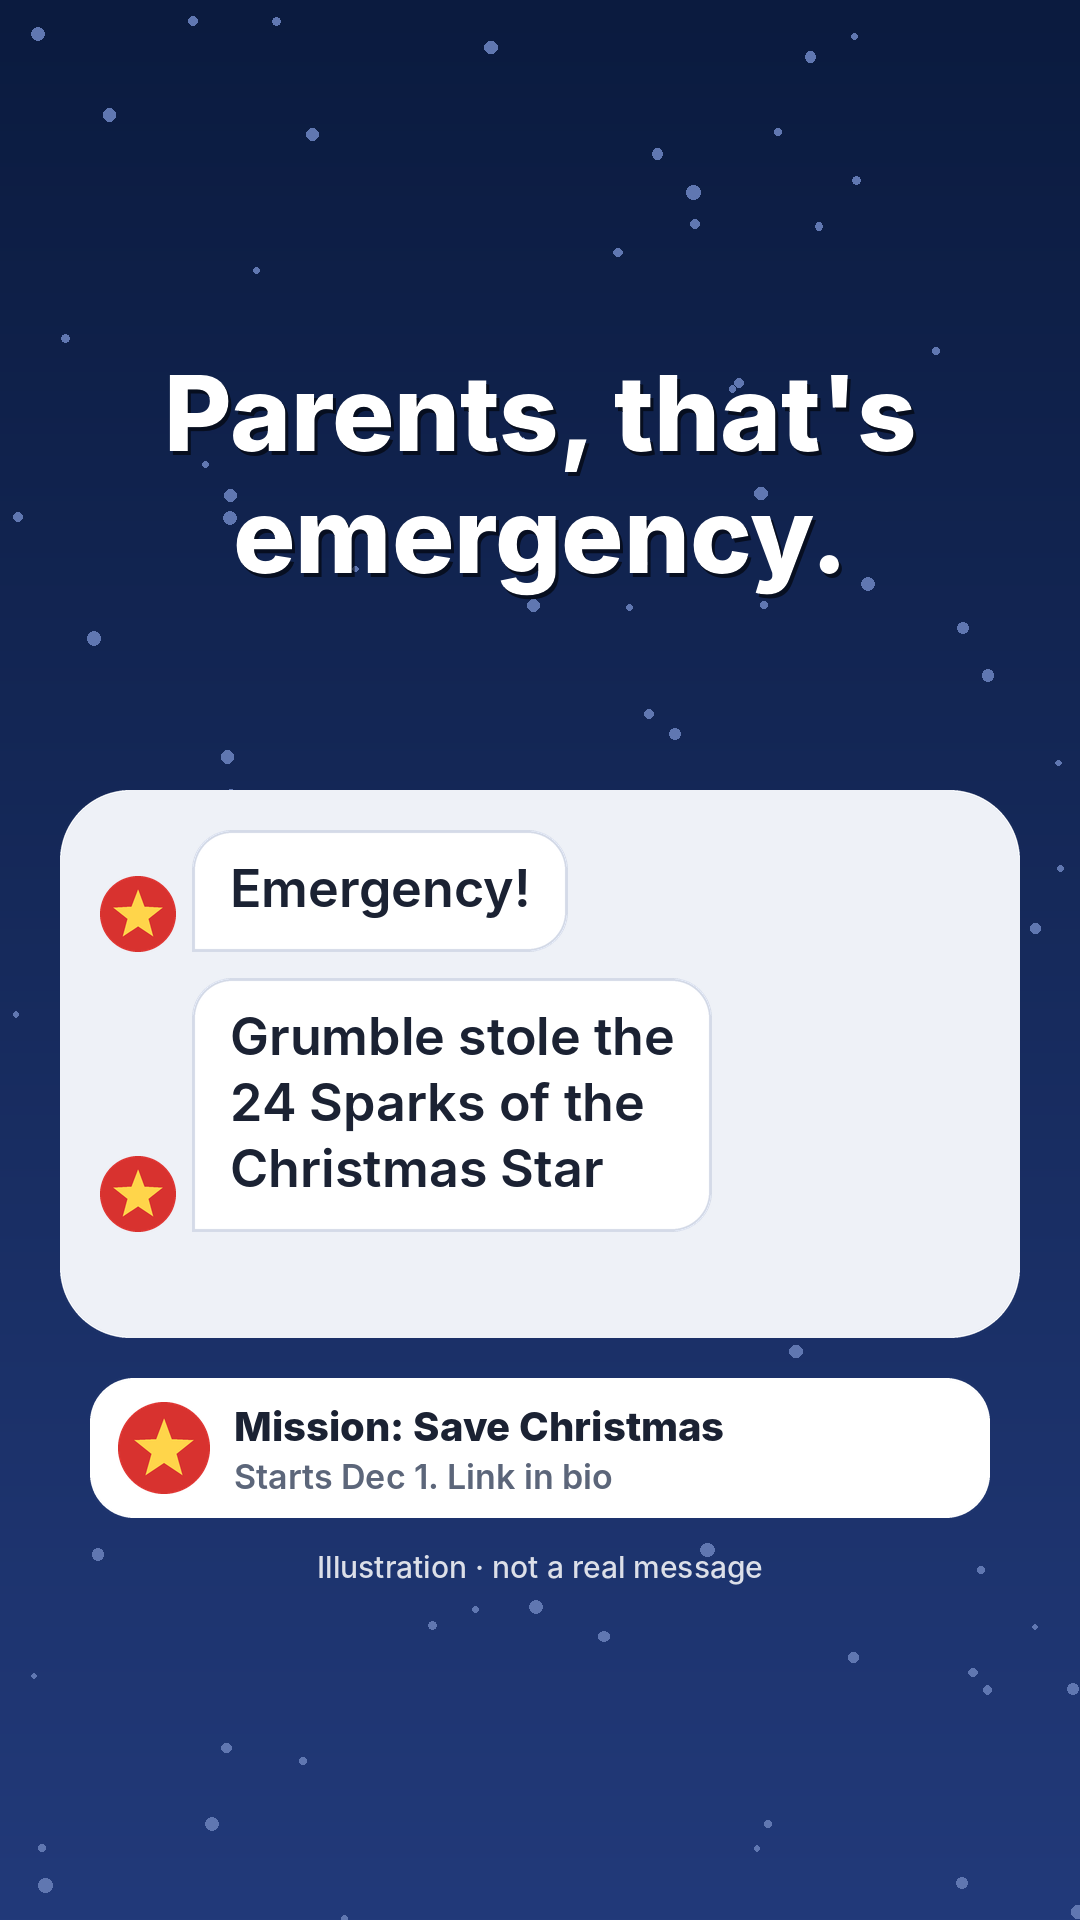 Parents, that's
emergency.
Emergency!
Grumble stole the
24 Sparks of the
Christmas Star
Mission: Save Christmas
Starts Dec 1. Link in bio
Illustration · not a real message